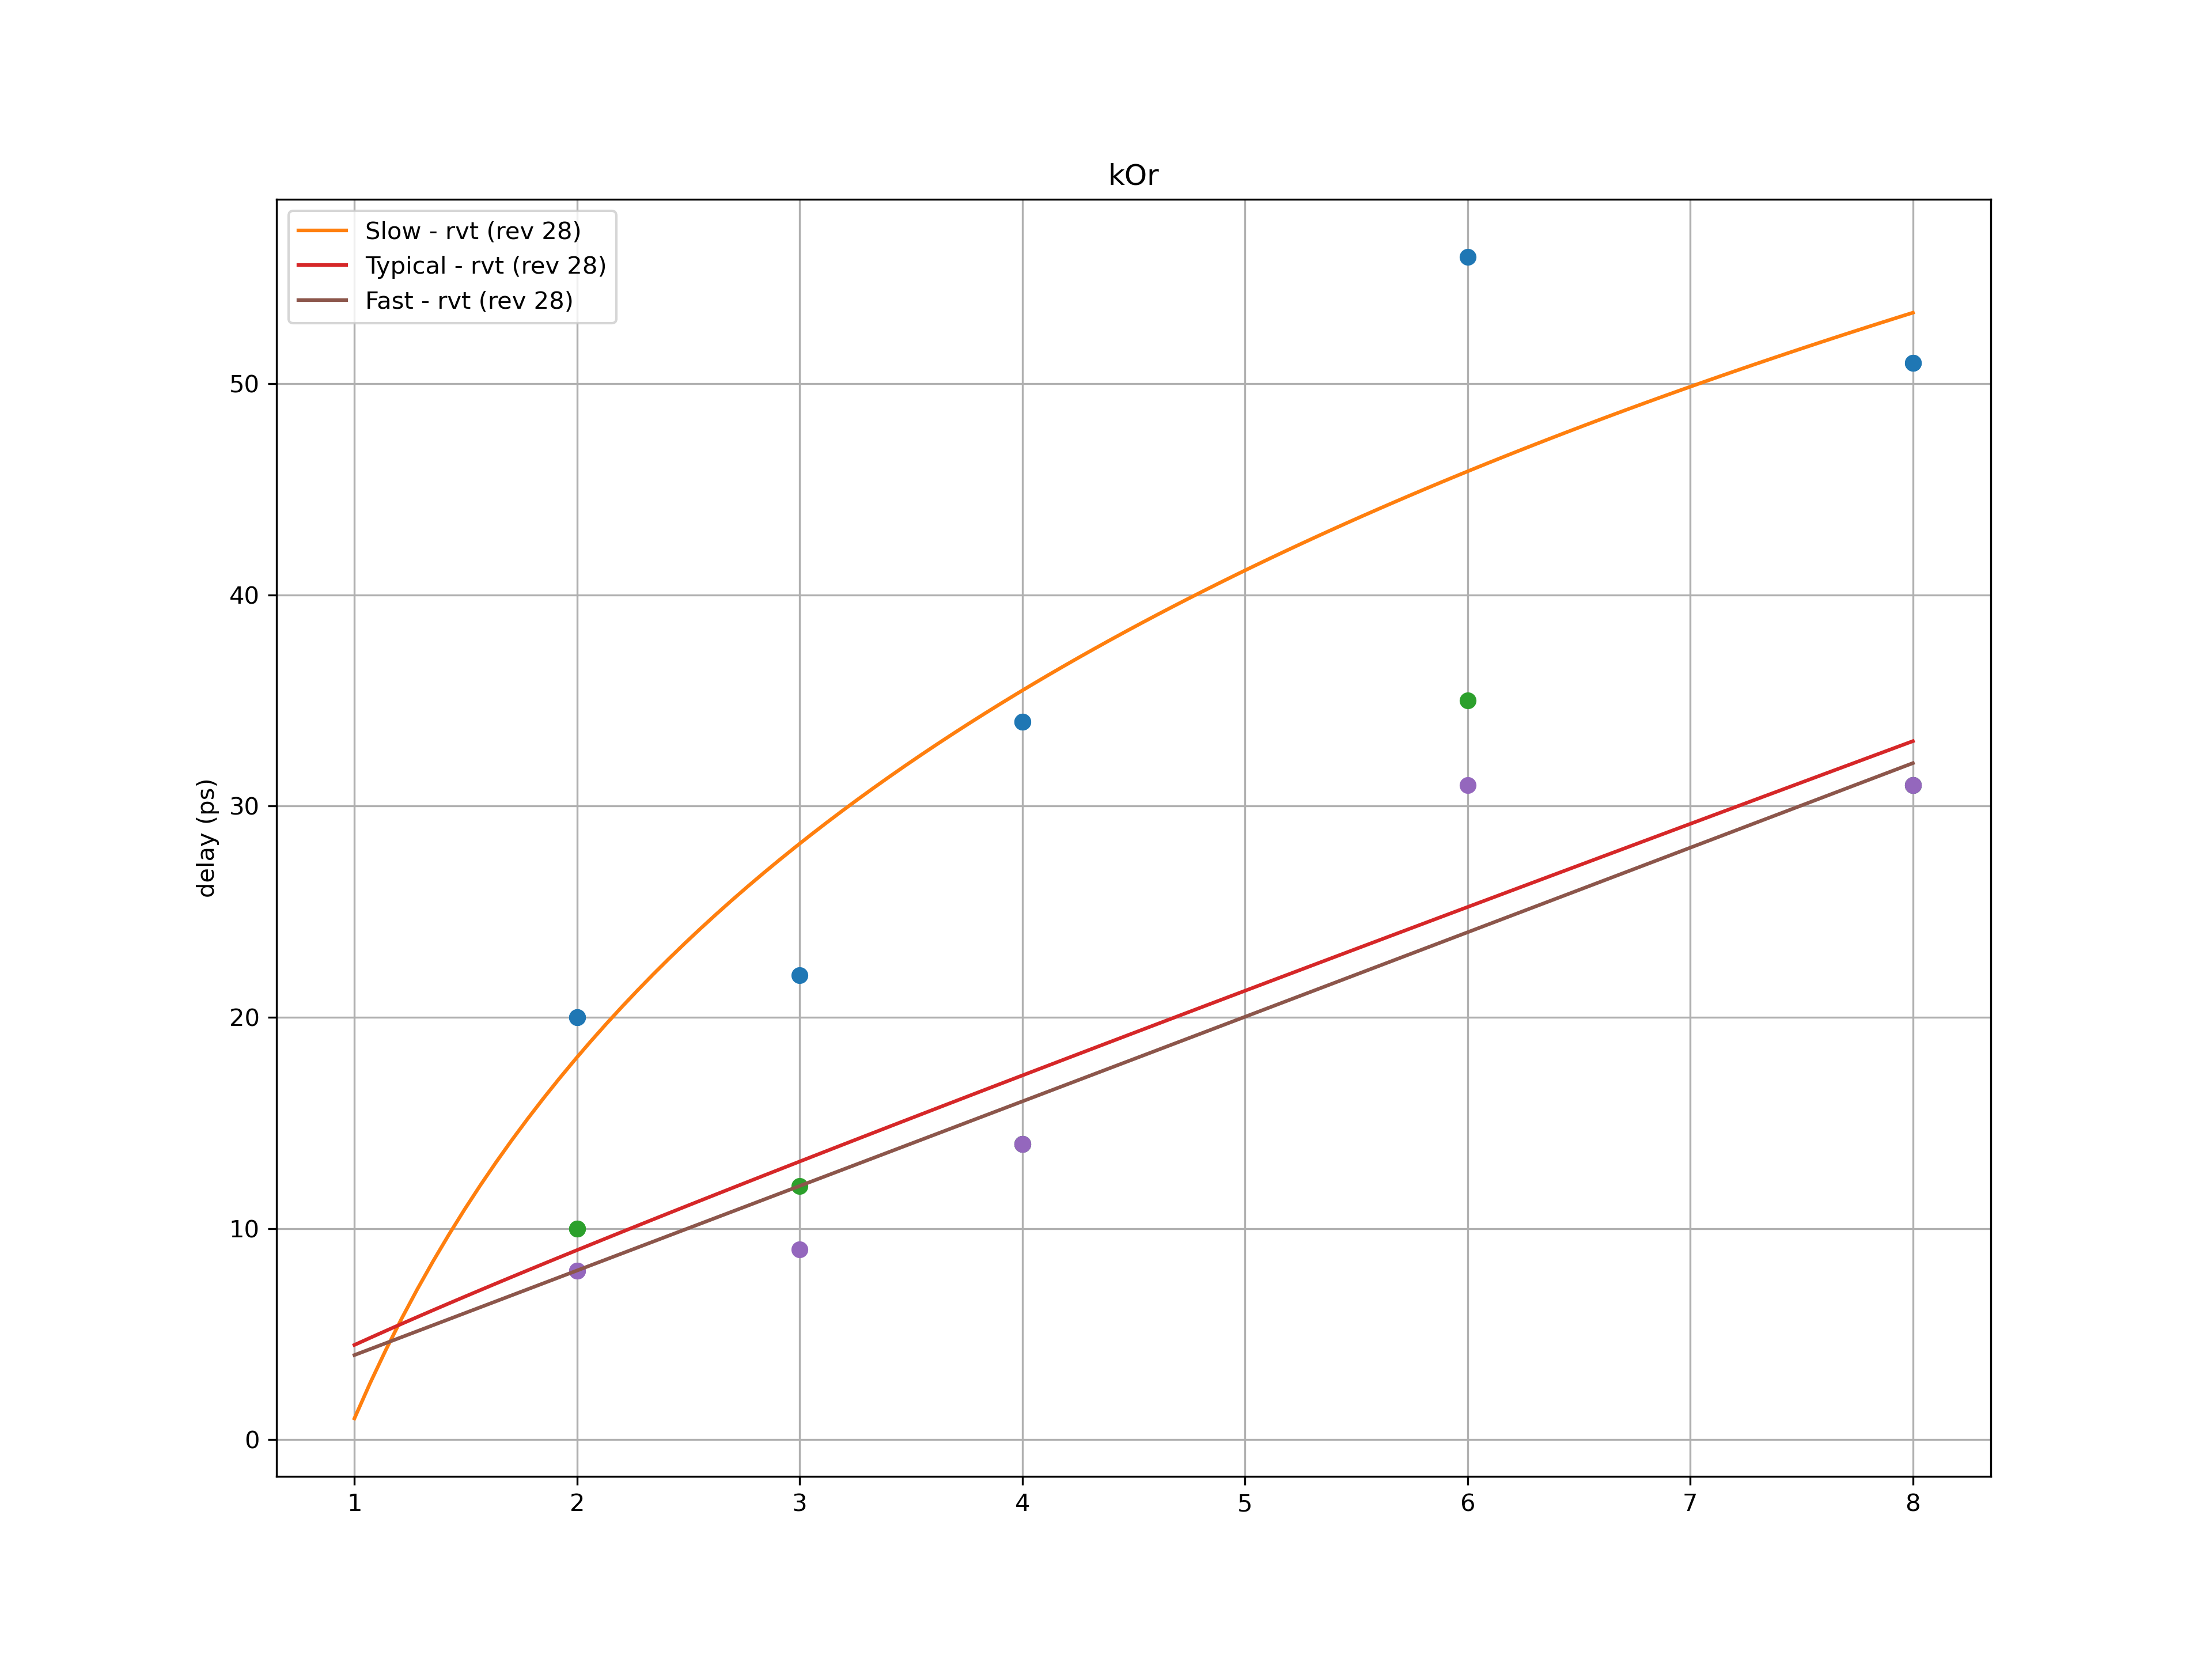 kOr
Slow - rvt (rev 28)
Typical - rvt (rev 28)
Fast - rvt (rev 28)
delay (ps)
50
40
30
20
10
0
1 2 3 4 5 6 7 8